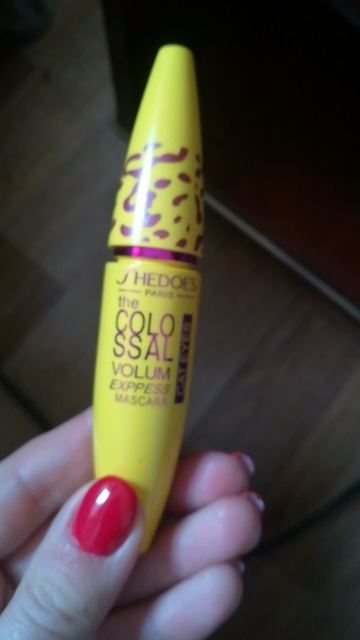 SHEDOES
PARIS
the
COLO
SSAL
VOLUM
EXPPESS
MASCARA
CAT EYES